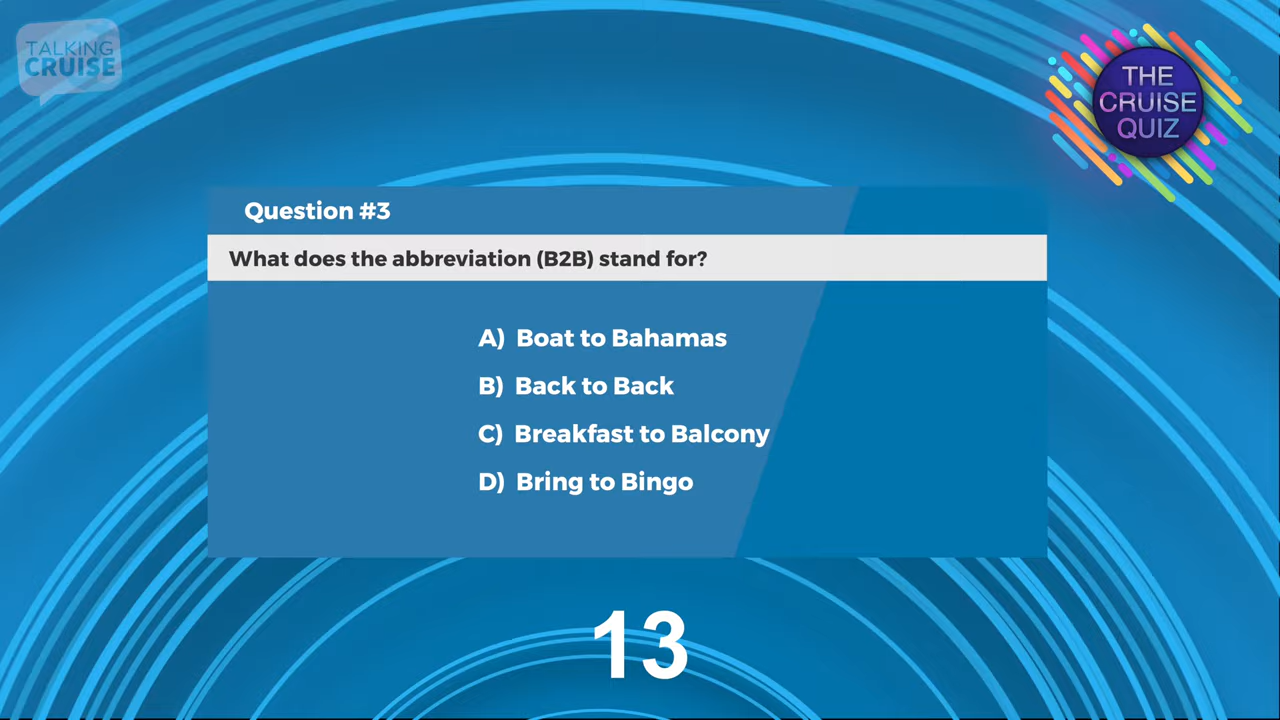 TALKING
CRUISE
THE
CRUISE
QUIZ
Question #3
What does the abbreviation (B2B) stand for?
A) Boat to Bahamas
B) Back to Back
C) Breakfast to Balcony
D) Bring to Bingo
13